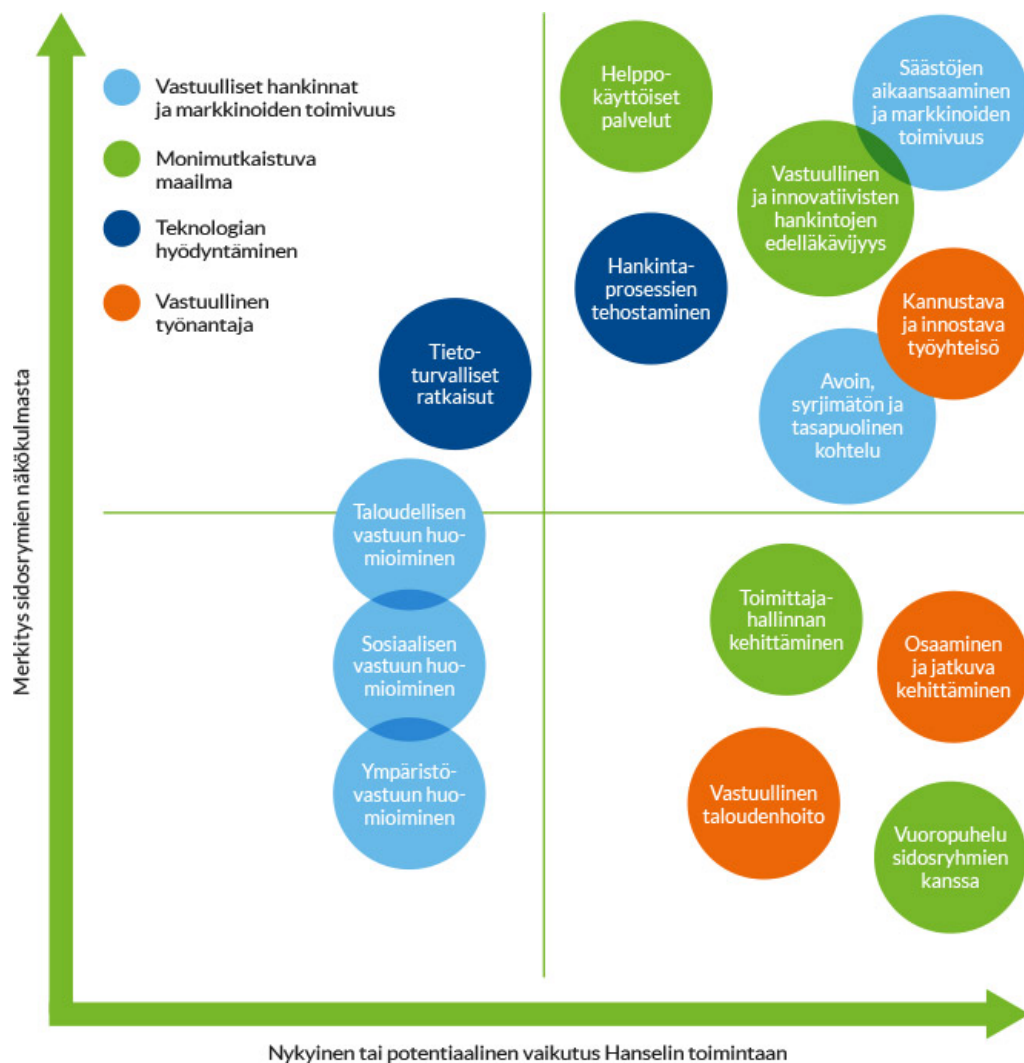 Vastuulliset hankinnat
ja markkinoiden toimivuus
Monimutkaistuva
maailma
Teknologian
hyödyntäminen
Vastuullinen
työnantaja
Helppo-
käyttöiset
palvelut
Säästöjen
aikaansaaminen
ja markkinoiden
toimivuus
Vastuullinen
ja innovatiivisten
hankintojen
edelläkävijyys
Hankinta-
prosessien
tehostaminen
Kannustava
ja innostava
työyhteisö
Tieto-
turvalliset
ratkaisut
Avoin,
syrjimätön ja
tasapuolinen
kohtelu
Taloudellisen
vastuun huo-
mioiminen
Sosiaalisen
vastuun huo-
mioiminen
Ympäristö-
vastuun huo-
mioiminen
Toimittaja-
hallinnan
kehittäminen
Osaaminen
ja jatkuva
kehittäminen
Vastuullinen
taloudenhoito
Vuoropuhelu
sidosryhmien
kanssa
Merkitys sidosrymien näkökulmasta
Nykyinen tai potentiaalinen vaikutus Hanselin toimintaan